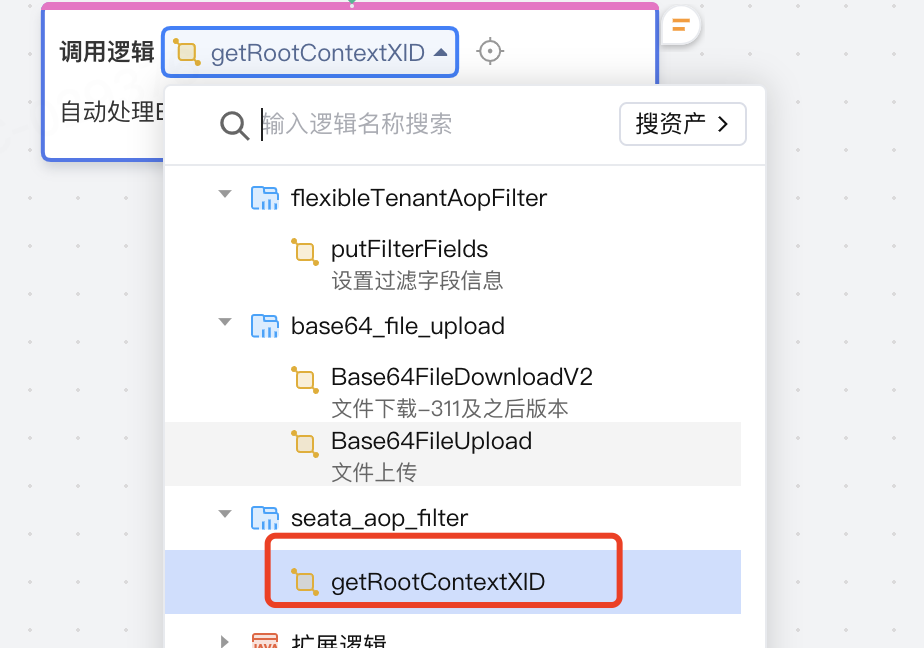 调用逻辑 getRootContextXID
自动处理
输入逻辑名称搜索
搜资产
flexibleTenantAopFilter
putFilterFields
设置过滤字段信息
base64_file_upload
Base64FileDownloadV2
文件下载–311及之后版本
Base64FileUpload
文件上传
seata_aop_filter
getRootContextXID
JAVA 扩展逻辑